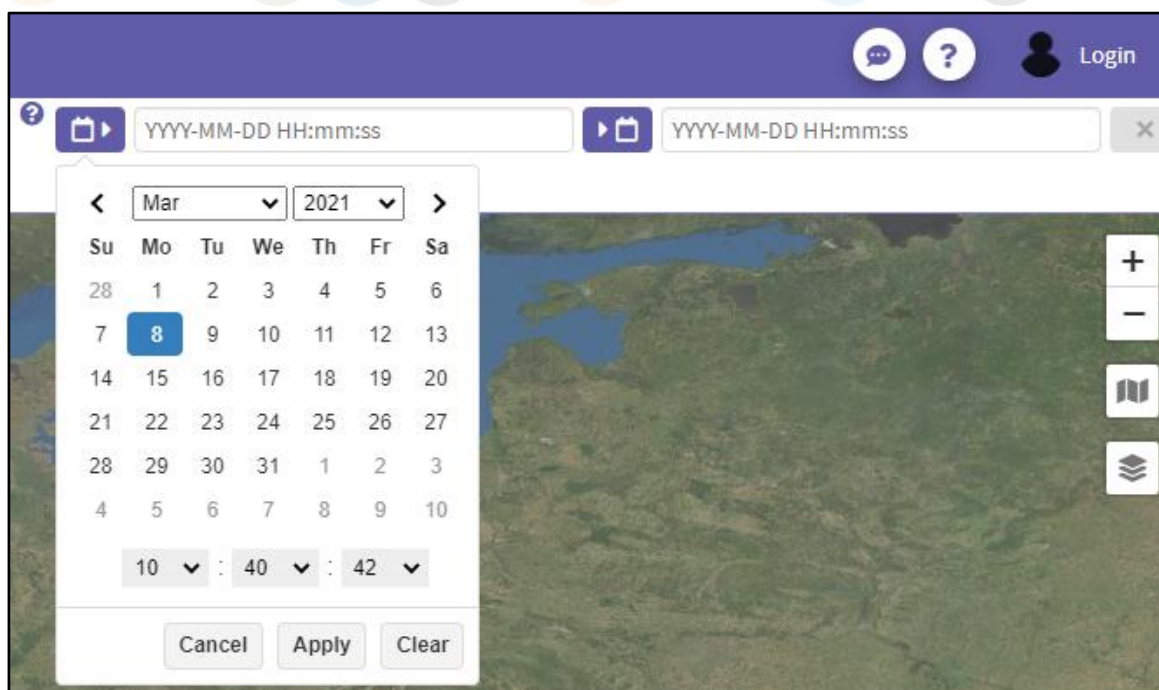 Login
YYYY-MM-DD HH:mm:ss YYYY-MM-DD HH:mm:ss
Mar 2021
Su Mo Tu We Th Fr Sa
28 1 2 3 4 5 6
7 8 9 10 11 12 13
14 15 16 17 18 19 20
21 22 23 24 25 26 27
28 29 30 31 1 2 3
4 5 6 7 8 9 10
10 : 40 : 42
Cancel Apply Clear